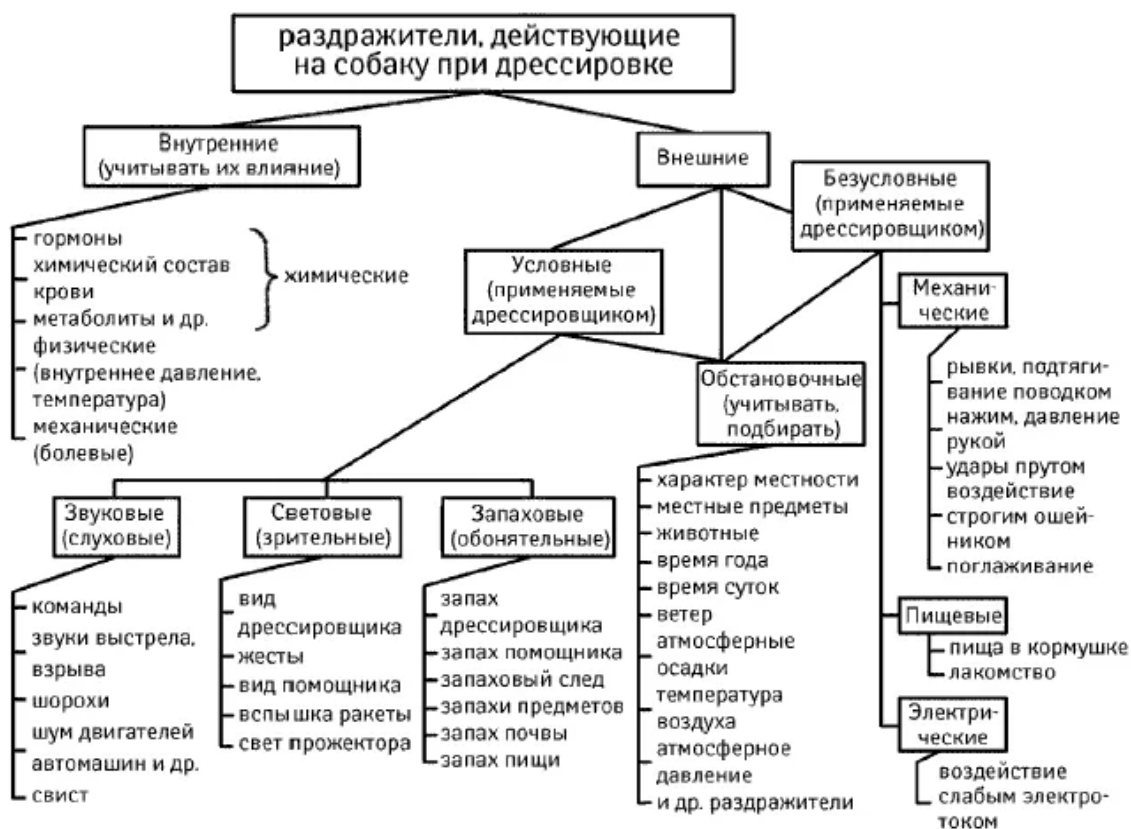 раздражители, действующие
на собаку при дрессировке
Внутренние
(учитывать их влияние)
Внешние
Безусловные
(применяемые
дрессировщиком)
гормоны
химический состав
крови
метаболиты и др.
химические
физические
(внутреннее давление,
температура)
механические
(болевые)
Условные
(применяемые
дрессировщиком)
Обстановочные
(учитывать,
подбирать)
Механи-
ческие
рывки, подтяги-
вание поводком
нажим, давление
рукой
удары прутом
воздействие
строгим ошей-
ником
поглаживание
Звуковые
(слуховые)
команды
звуки выстрела,
взрыва
шорохи
шум двигателей
автомашин и др.
свист
Световые
(зрительные)
вид
дрессировщика
жесты
вид помощника
вспышка ракеты
свет прожектора
Запаховые
(обонятельные)
запах
дрессировщика
запах помощника
запаховый след
запахи предметов
запах почвы
запах пищи
характер местности
местные предметы
животные
время года
время суток
ветер
атмосферные
осадки
температура
воздуха
атмосферное
давление
и др. раздражители
Пищевые
пища в кормушке
лакомство
Электри-
ческие
воздействие
слабым электро-
током